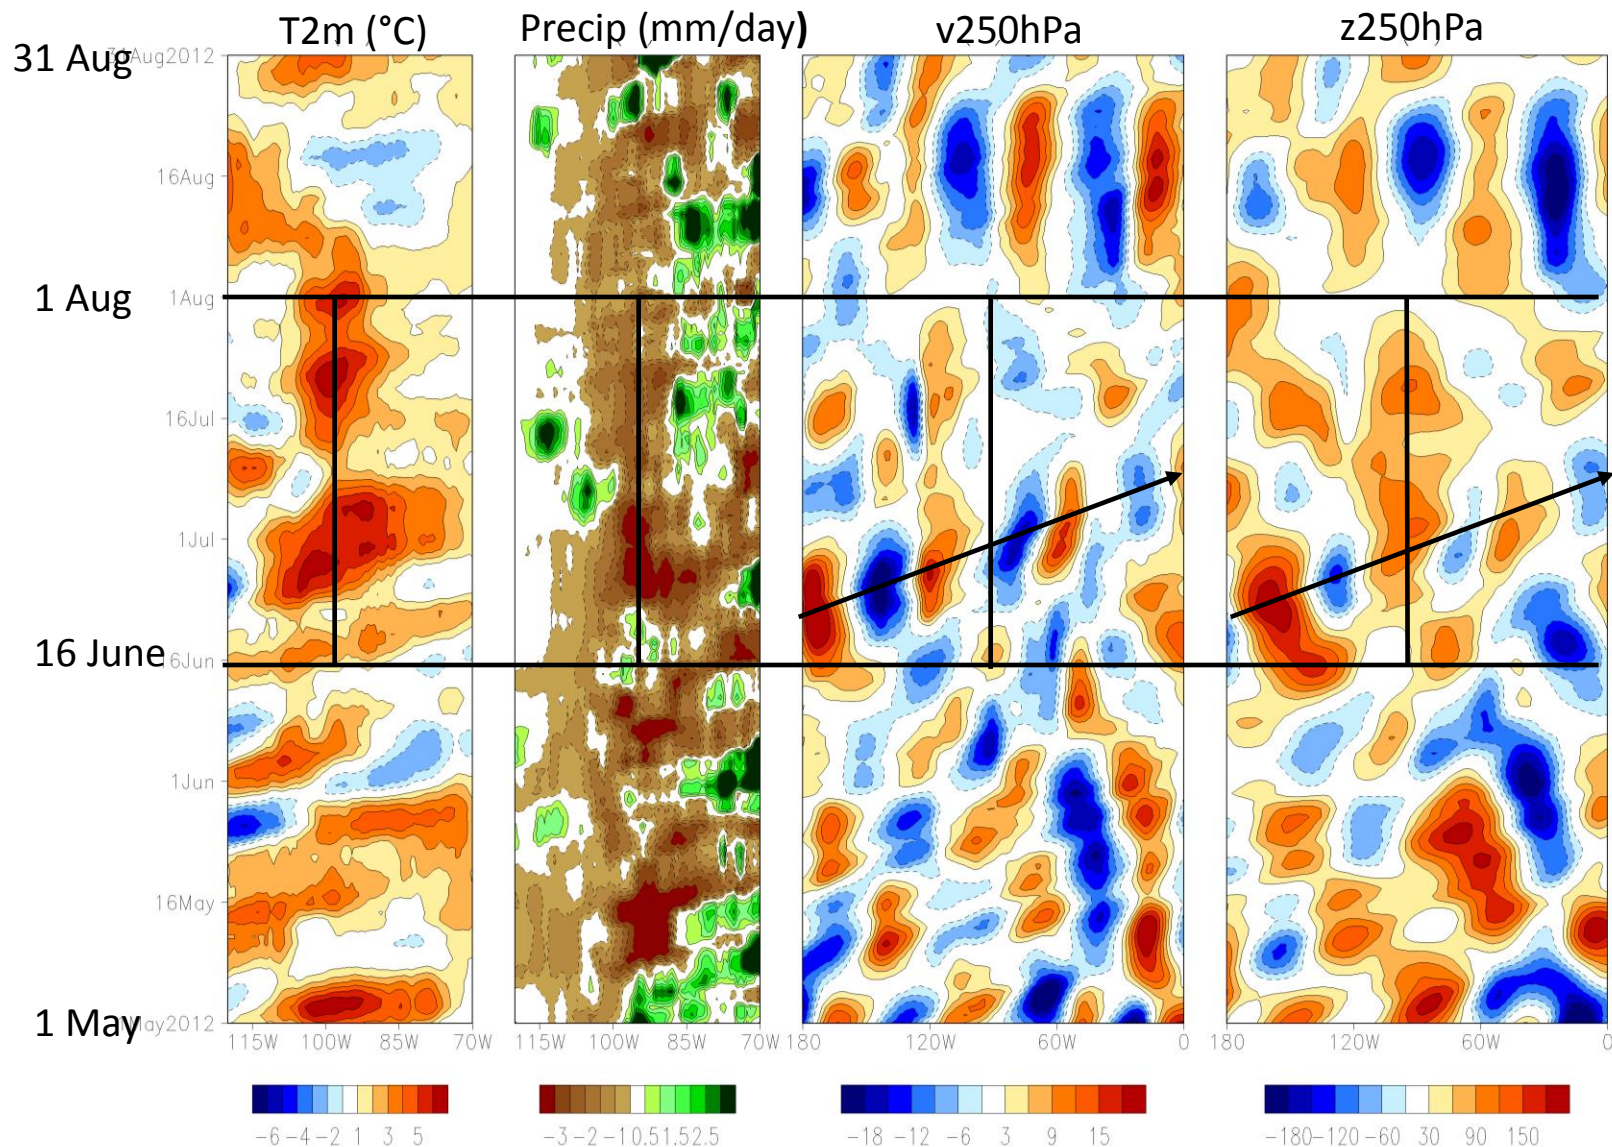 T2m (°C) Precip (mm/day) v250hPa z250hPa
31 Aug 31Aug2012
16Aug
1 Aug 1Aug
16Jul
1Jul
16 June 16Jun
1Jun
16May
1 May 1May2012
115W 100W 85W 70W 115W 100W 85W 70W 180 120W 60W 0 180 120W 60W 0
-6 -4 -2 1 3 5 -3 -2 -1 0.5 1.5 2.5 -18 -12 -6 3 9 15 -180 -120 -60 30 90 150